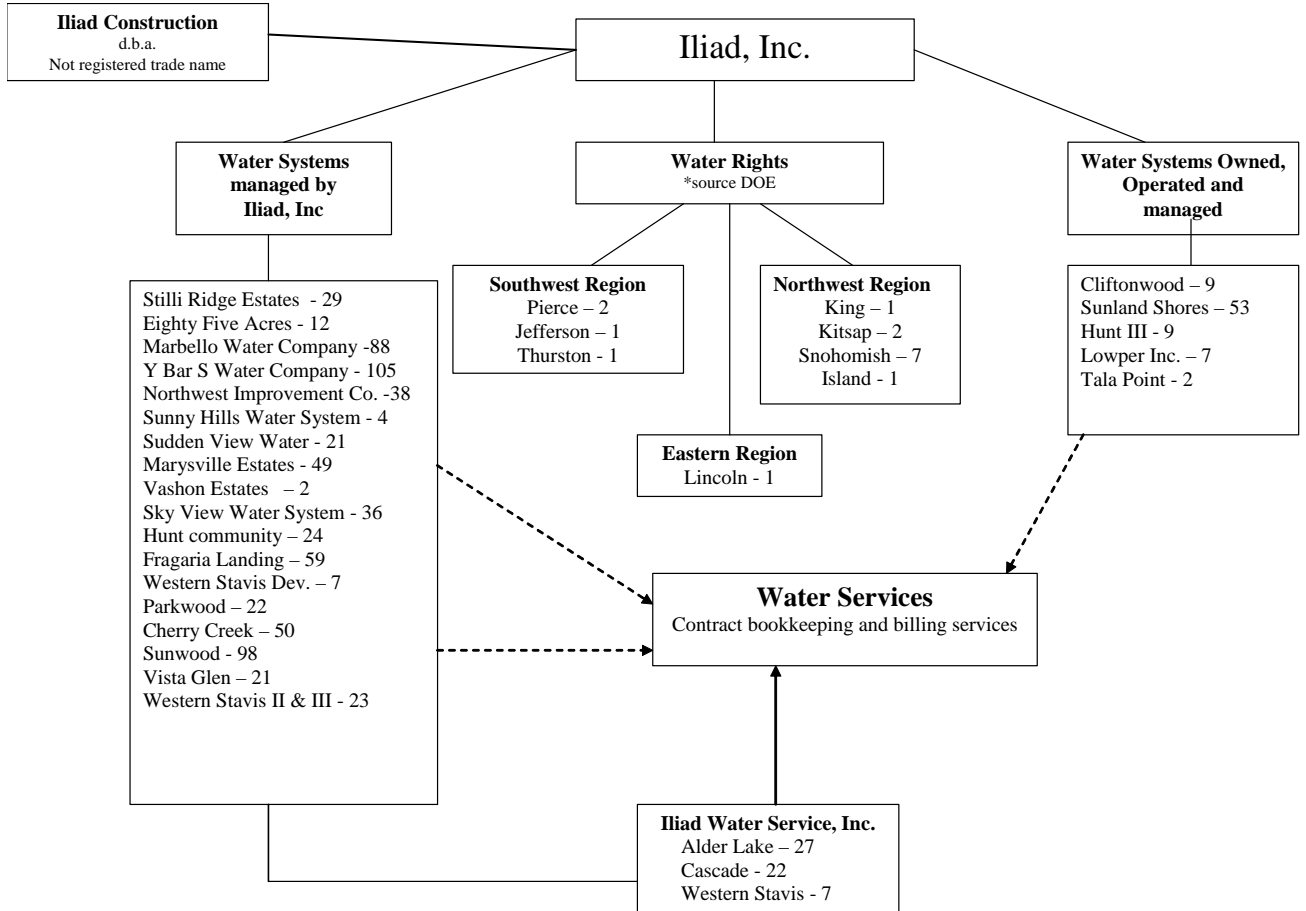 Iliad Construction
d.b.a.
Not registered trade name
Iliad, Inc.
Water Systems
managed by
Iliad, Inc
Water Rights
*source DOE
Water Systems Owned,
Operated and
managed
Stilli Ridge Estates - 29
Eighty Five Acres - 12
Marbello Water Company -88
Y Bar S Water Company - 105
Northwest Improvement Co. -38
Sunny Hills Water System - 4
Sudden View Water - 21
Marysville Estates - 49
Vashon Estates – 2
Sky View Water System - 36
Hunt community – 24
Fragaria Landing – 59
Western Stavis Dev. – 7
Parkwood – 22
Cherry Creek – 50
Sunwood - 98
Vista Glen – 21
Western Stavis II & III - 23
Southwest Region
Pierce – 2
Jefferson – 1
Thurston - 1
Northwest Region
King – 1
Kitsap – 2
Snohomish – 7
Island - 1
Cliftonwood – 9
Sunland Shores – 53
Hunt III - 9
Lowper Inc. – 7
Tala Point - 2
Eastern Region
Lincoln - 1
Water Services
Contract bookkeeping and billing services
Iliad Water Service, Inc.
Alder Lake – 27
Cascade - 22
Western Stavis - 7